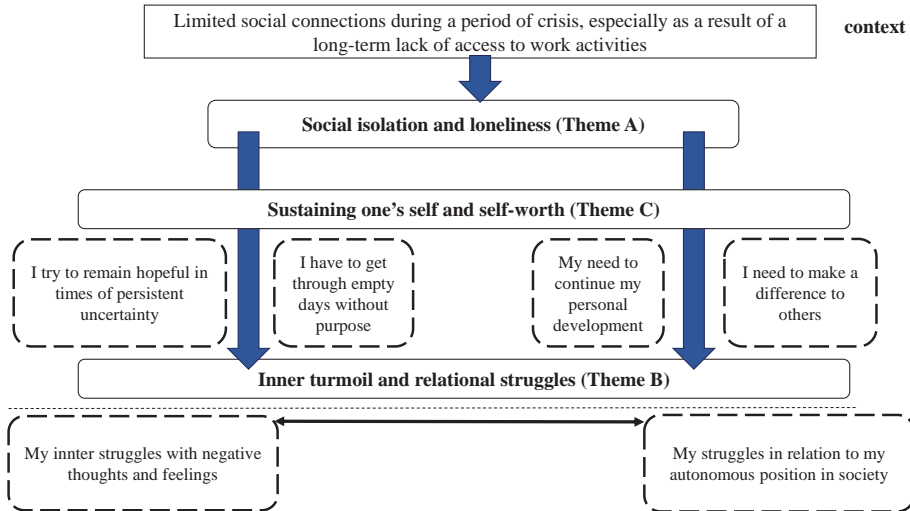 Limited social connections during a period of crisis, especially as a result of a
long-term lack of access to work activities
context
Social isolation and loneliness (Theme A)
Sustaining one's self and self-worth (Theme C)
I try to remain hopeful in
times of persistent
uncertainty
I have to get
through empty
days without
purpose
My need to
continue my
personal
development
I need to make a
difference to
others
Inner turmoil and relational struggles (Theme B)
My innter struggles with negative
thoughts and feelings
My struggles in relation to my
autonomous position in society